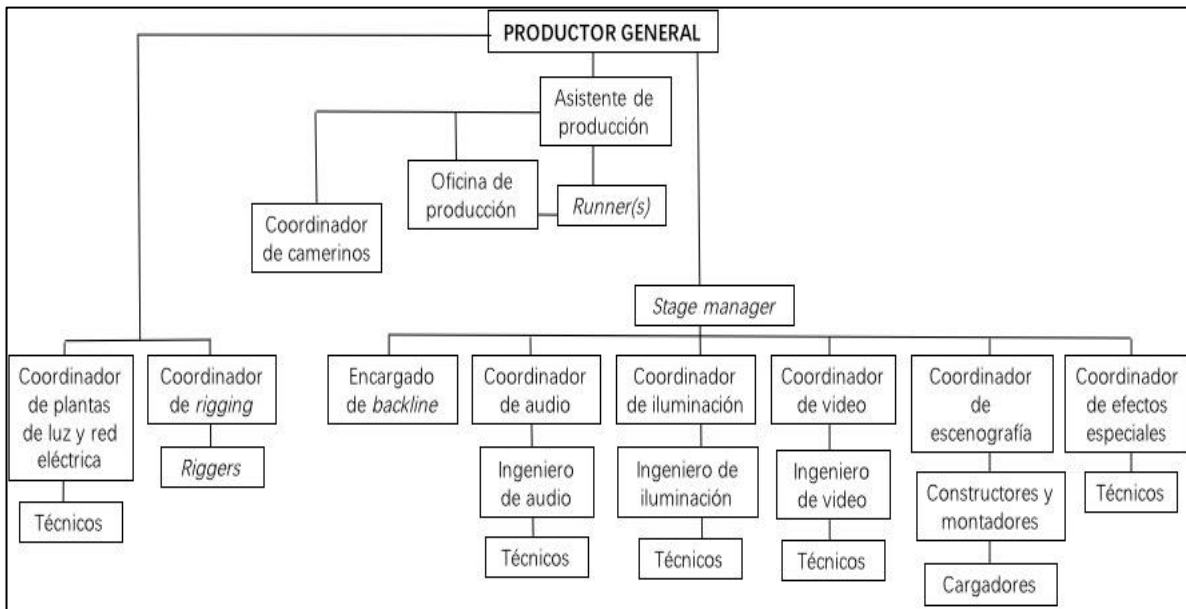 PRODUCTOR GENERAL
Asistente de
producción
Oficina de
producción
Runner(s)
Coordinador
de camerinos
Stage manager
Coordinador
de plantas
de luz y red
eléctrica
Técnicos
Coordinador
de rigging
Riggers
Encargado
de backline
Coordinador
de audio
Ingeniero
de audio
Técnicos
Coordinador
de iluminación
Ingeniero de
iluminación
Técnicos
Coordinador
de video
Ingeniero
de video
Técnicos
Coordinador
de
escenografía
Constructores y
montadores
Cargadores
Coordinador
de efectos
especiales
Técnicos